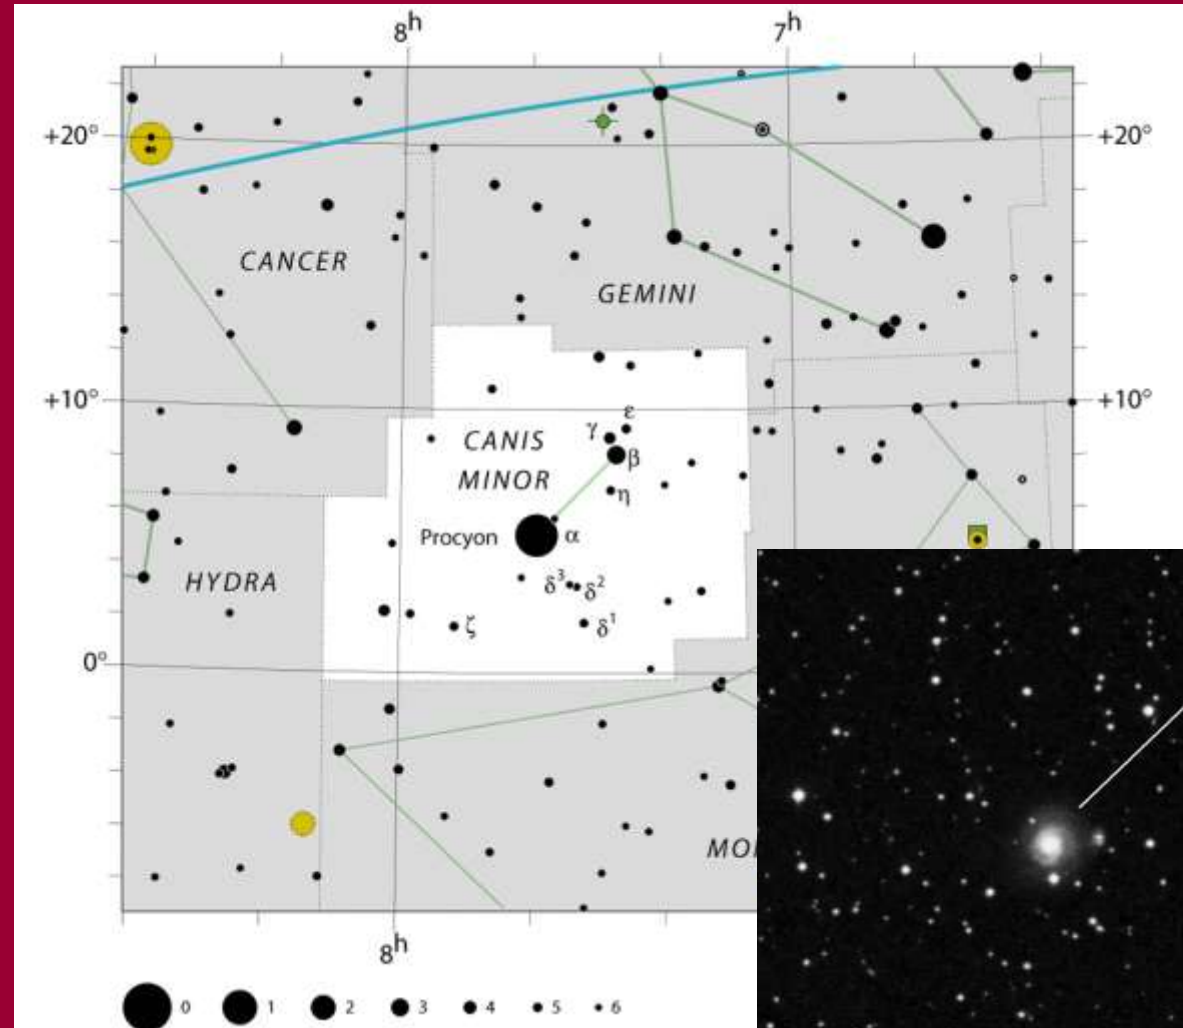 8h 7h
+20° +20°
CANCER
GEMINI
+10° +10°
ε
γ
CANIS
β
MINOR
η
Procyon α
HYDRA δ3 δ2
ζ δ1
0°
8h
0 1 2 3 4 5 6